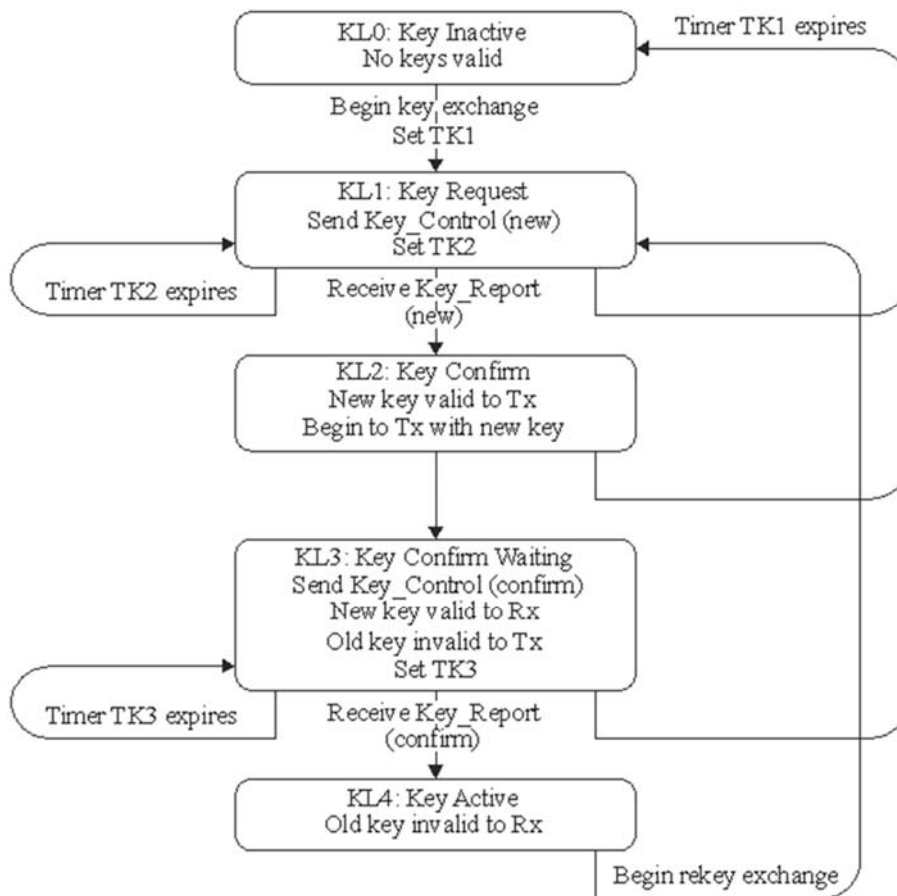 KL0: Key Inactive
No keys valid
Timer TK1 expires
Begin key exchange
Set TK1
KL1: Key Request
Send Key_Control (new)
Set TK2
Timer TK2 expires
Receive Key_Report
(new)
KL2: Key Confirm
New key valid to Tx
Begin to Tx with new key
KL3: Key Confirm Waiting
Send Key_Control (confirm)
New key valid to Rx
Old key invalid to Tx
Set TK3
Timer TK3 expires
Receive Key_Report
(confirm)
KL4: Key Active
Old key invalid to Rx
Begin rekey exchange